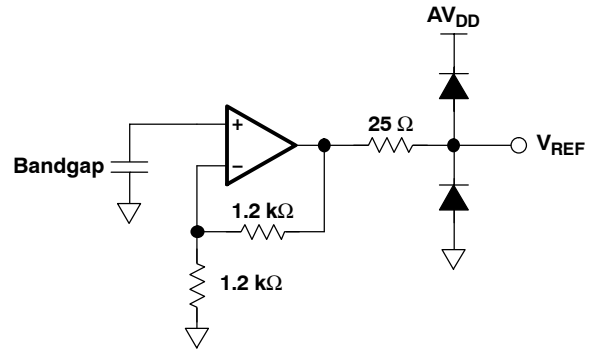 AVDD
+
25 Ω
VREF
Bandgap
−
1.2 kΩ
1.2 kΩ